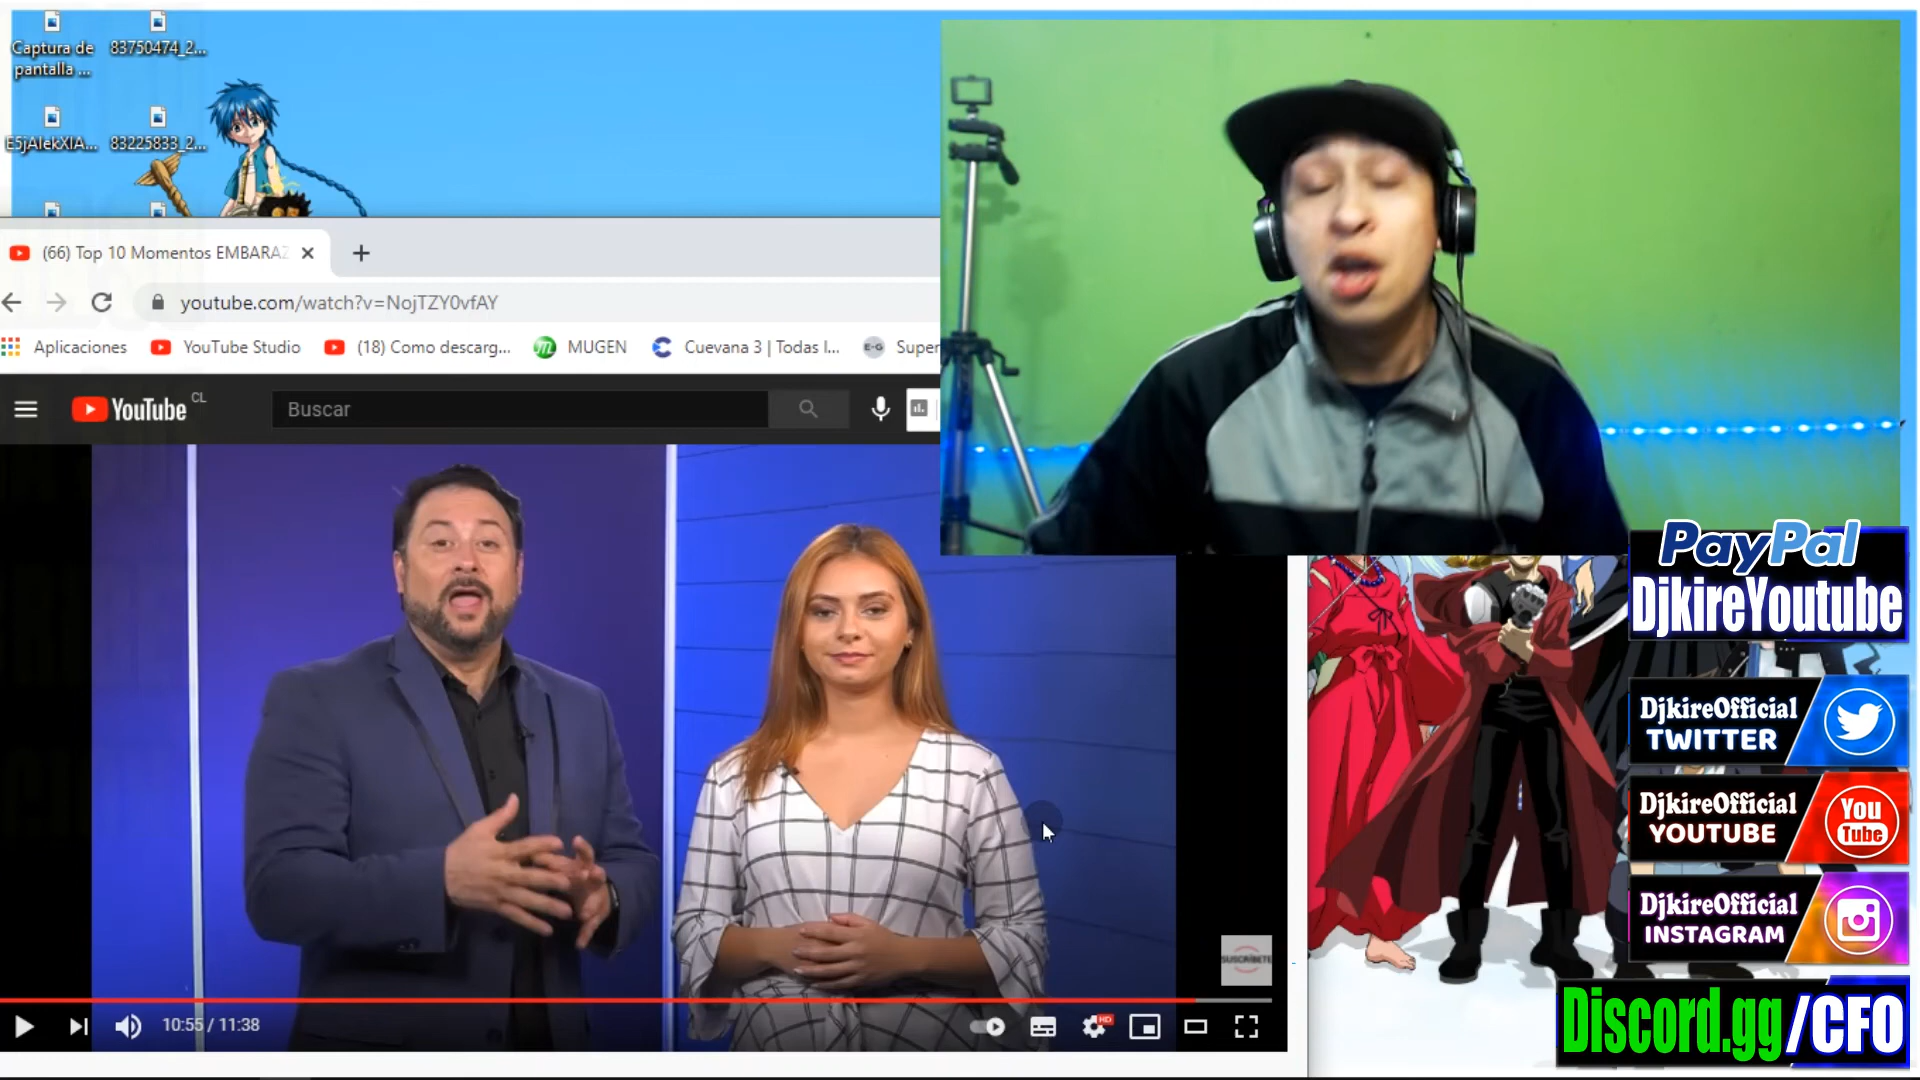 Captura de
pantalla ...
83750474_2...
E5jAlekXIA...
83225833_2...
(66) Top 10 Momentos EMBARAZ
youtube.com/watch?v=NojTZY0vfAY
Aplicaciones
YouTube Studio
(18) Como descarg...
MUGEN
Cuevana 3 | Todas l...
E-G
Super
YouTube CL
Buscar
SUSCRÍBETE
10:55 / 11:38
HD
PayPal
DjkireYoutube
DjkireOfficial
TWITTER
DjkireOfficial
YOUTUBE
You
Tube
DjkireOfficial
INSTAGRAM
Discord.gg/CFO